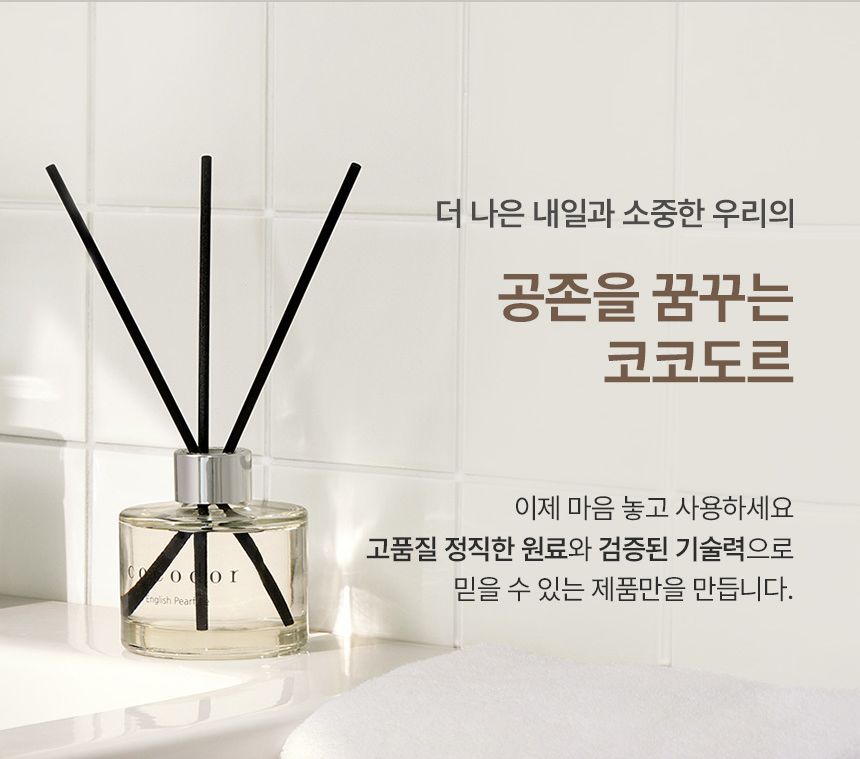 더 나은 내일과 소중한 우리의
공존을 꿈꾸는
코코도르
이제 마음 놓고 사용하세요
고품질 정직한 원료와 검증된 기술력으로
믿을 수 있는 제품만을 만듭니다.
cocodor
English Pearfree